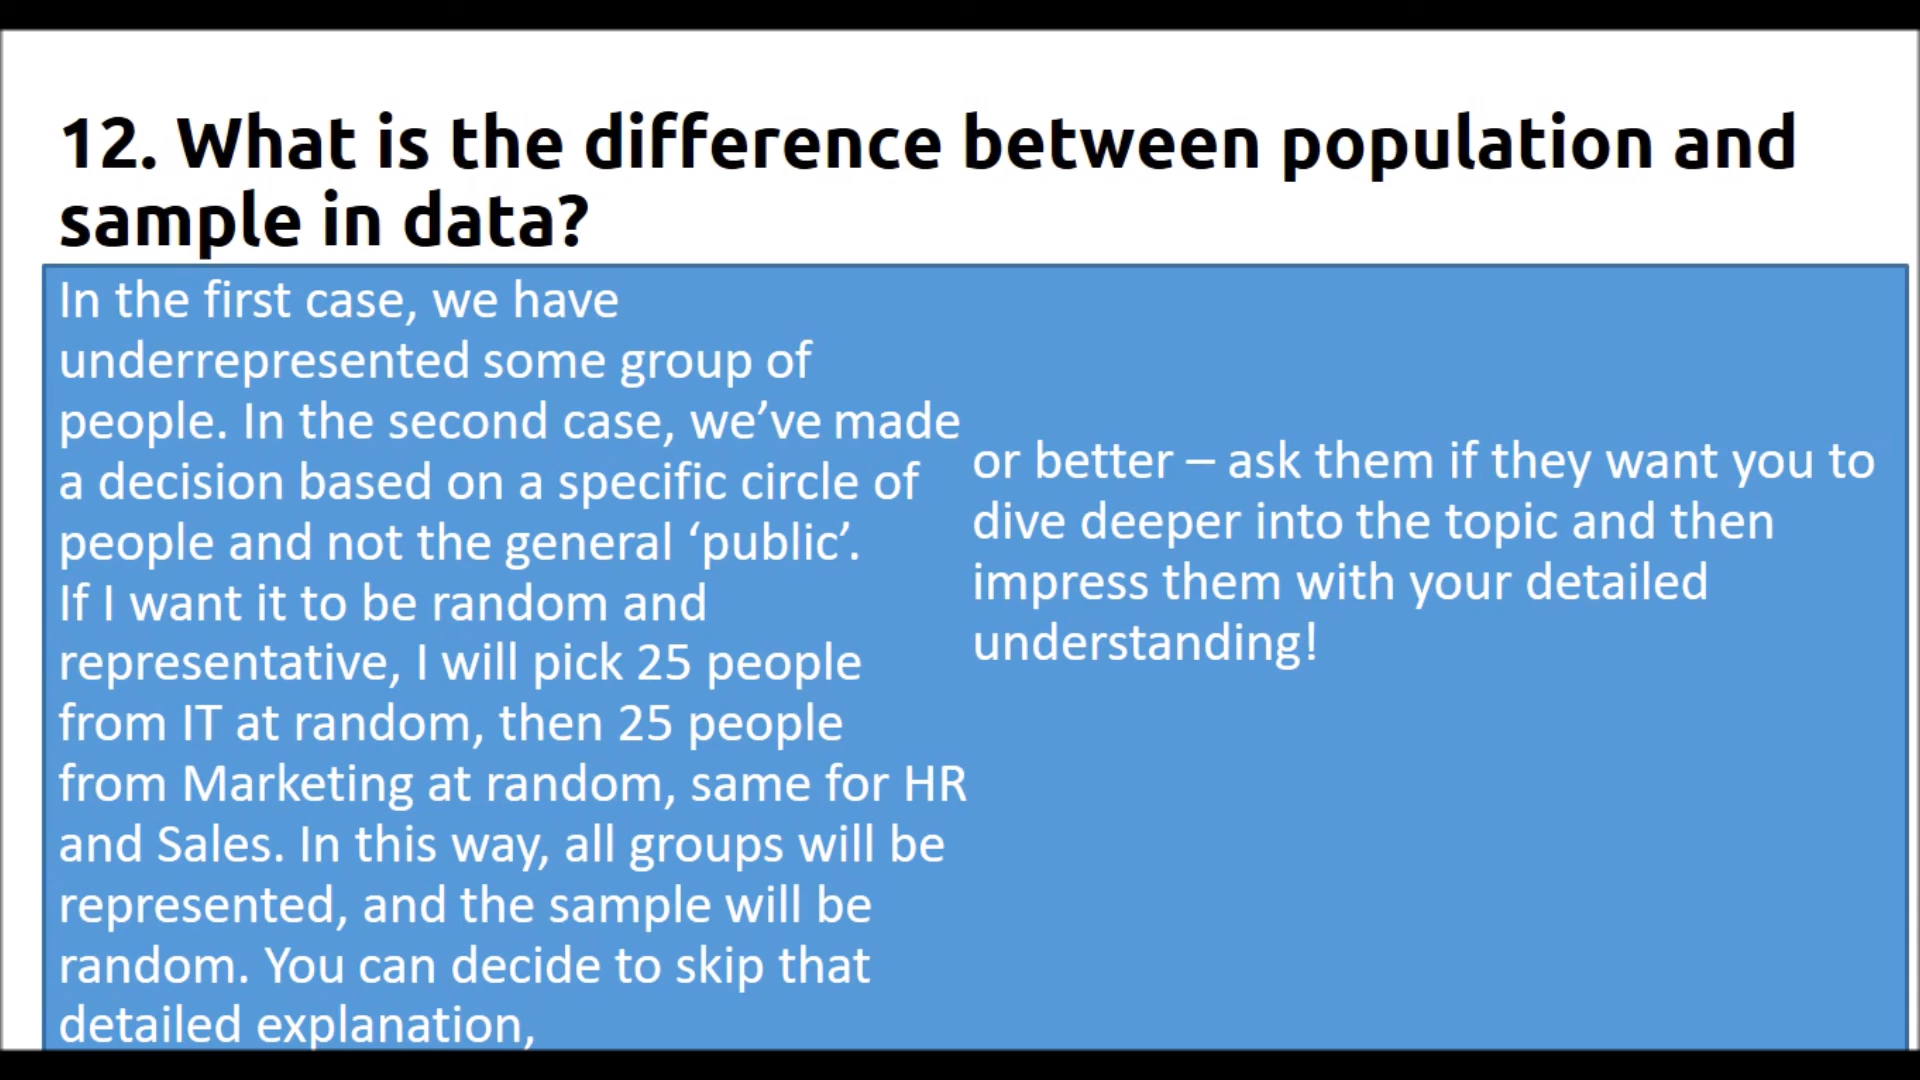 12. What is the difference between population and
sample in data?
In the first case, we have
underrepresented some group of
people. In the second case, we’ve made
a decision based on a specific circle of
people and not the general ‘public’.
If I want it to be random and
representative, I will pick 25 people
from IT at random, then 25 people
from Marketing at random, same for HR
and Sales. In this way, all groups will be
represented, and the sample will be
random. You can decide to skip that
detailed explanation,
or better – ask them if they want you to
dive deeper into the topic and then
impress them with your detailed
understanding!